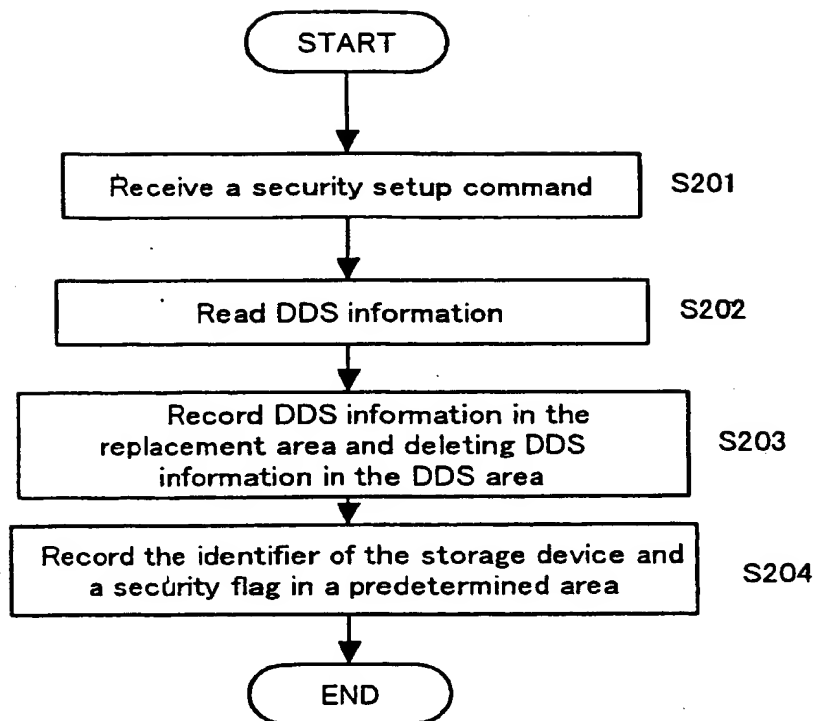 START
Receive a security setup command
S201
Read DDS information
S202
Record DDS information in the
replacement area and deleting DDS
information in the DDS area
S203
Record the identifier of the storage device and
a security flag in a predetermined area
S204
END